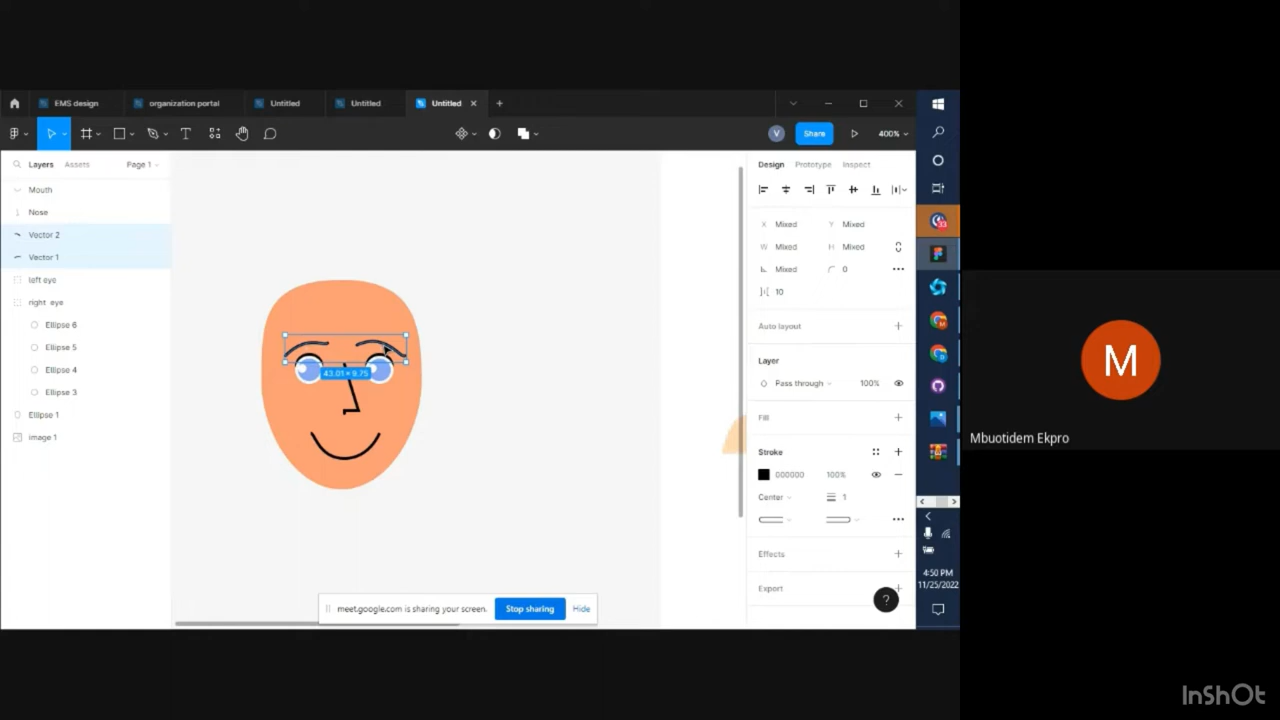 EMS design
organization portal
Untitled
Untitled
Untitled
Share
400%
V
Layers
Assets
Page 1
Mouth
Nose
Vector 2
Vector 1
left eye
right eye
Ellipse 6
Ellipse 5
Ellipse 4
Ellipse 3
Ellipse 1
image 1
43.01 × 9.75
Design
Prototype
Inspect
X Mixed Y Mixed
W Mixed H Mixed
Mixed 0
10
Auto layout
Layer
Pass through 100%
Fill
Stroke
000000 100%
Center 1
Effects
Export
?
meet.google.com is sharing your screen.
Stop sharing
Hide
4:50 PM
11/25/2022
M
Mbuotidem Ekpro
InShOt